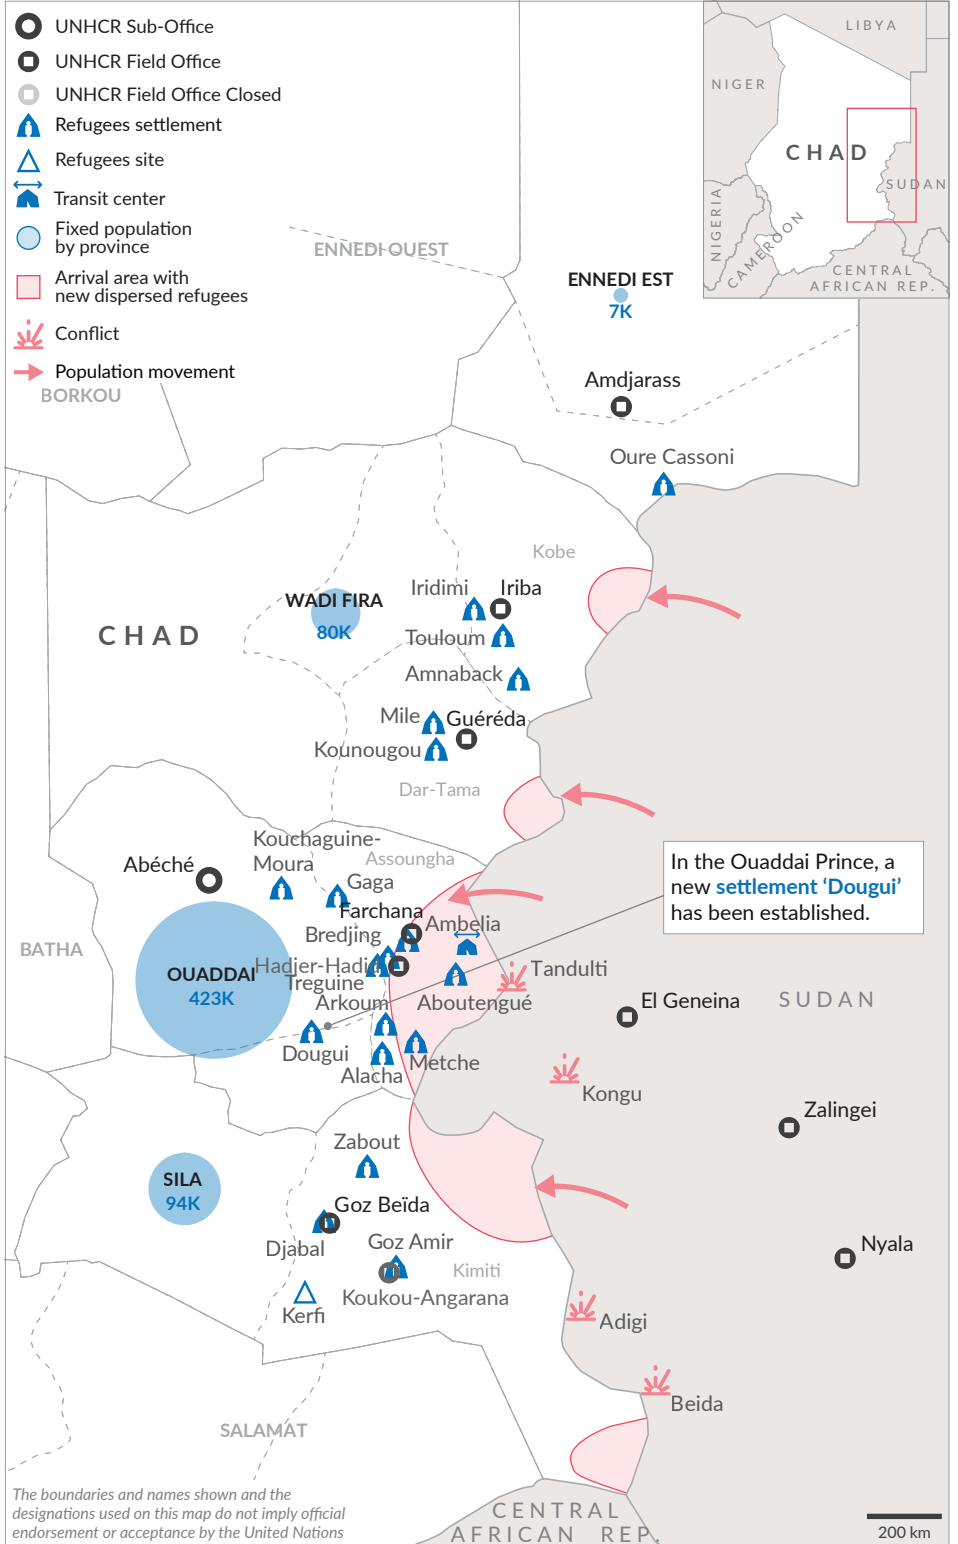 UNHCR Sub-Office
UNHCR Field Office
UNHCR Field Office Closed
Refugees settlement
Refugees site
Transit center
Fixed population
by province
Arrival area with
new dispersed refugees
Conflict
Population movement
LIBYA
NIGER
CHAD
SUDAN
NIGERIA
CAMEROON
CENTRAL
AFRICAN REP.
ENNEDI OUEST
ENNEDI EST
7K
BORKOU
Amdjarass
Oure Cassoni
Kobe
Iridimi
Iriba
WADI FIRA
80K
CHAD
Touloum
Amnaback
Mile
Guéréda
Kounougou
Dar-Tama
Kouchaguine-
Moura
Assoungha
Abéché
Gaga
In the Ouaddai Prince, a
new settlement ‘Dougui’
has been established.
Farchana
Ambelia
Bredjing
BATHA
OUADDAI
423K
Hadjer-Hadid
Treguine
Tandulti
Arkoum
Aboutengué
El Geneina
SUDAN
Dougui
Metche
Alacha
Kongu
Zalingei
Zabout
SILA
94K
Goz Beïda
Djabal
Goz Amir
Nyala
Kimiti
Koukou-Angarana
Kerfi
Adigi
Beida
SALAMAT
The boundaries and names shown and the
designations used on this map do not imply official
endorsement or acceptance by the United Nations
CENTRAL
AFRICAN REP.
200 km